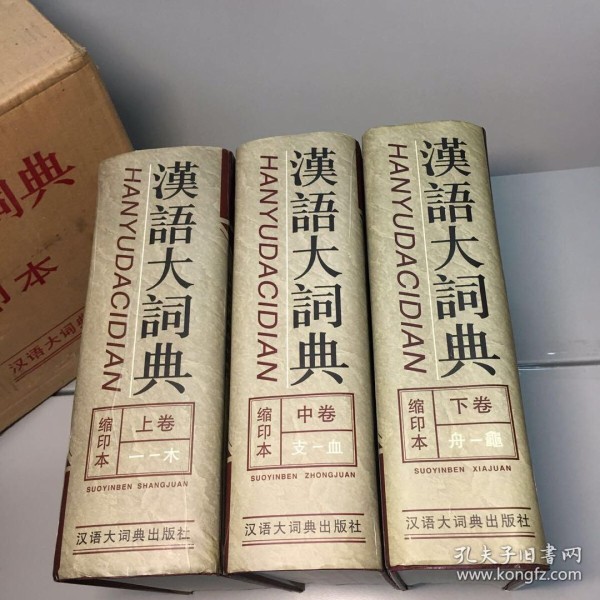 词典
印本
汉语大词典
漢語大詞典
HANYUDACIDIAN
缩印本
上卷
一—木
SUOYINBEN SHANGJUAN
汉语大词典出版社
漢語大詞典
HANYUDACIDIAN
缩印本
中卷
支—血
SUOYINBEN ZHONGJUAN
汉语大词典出版社
漢語大詞典
HANYUDACIDIAN
缩印本
下卷
舟—龜
SUOYINBEN XIAJUAN
汉语大词典出版社
孔夫子旧书网
www.kongfz.com